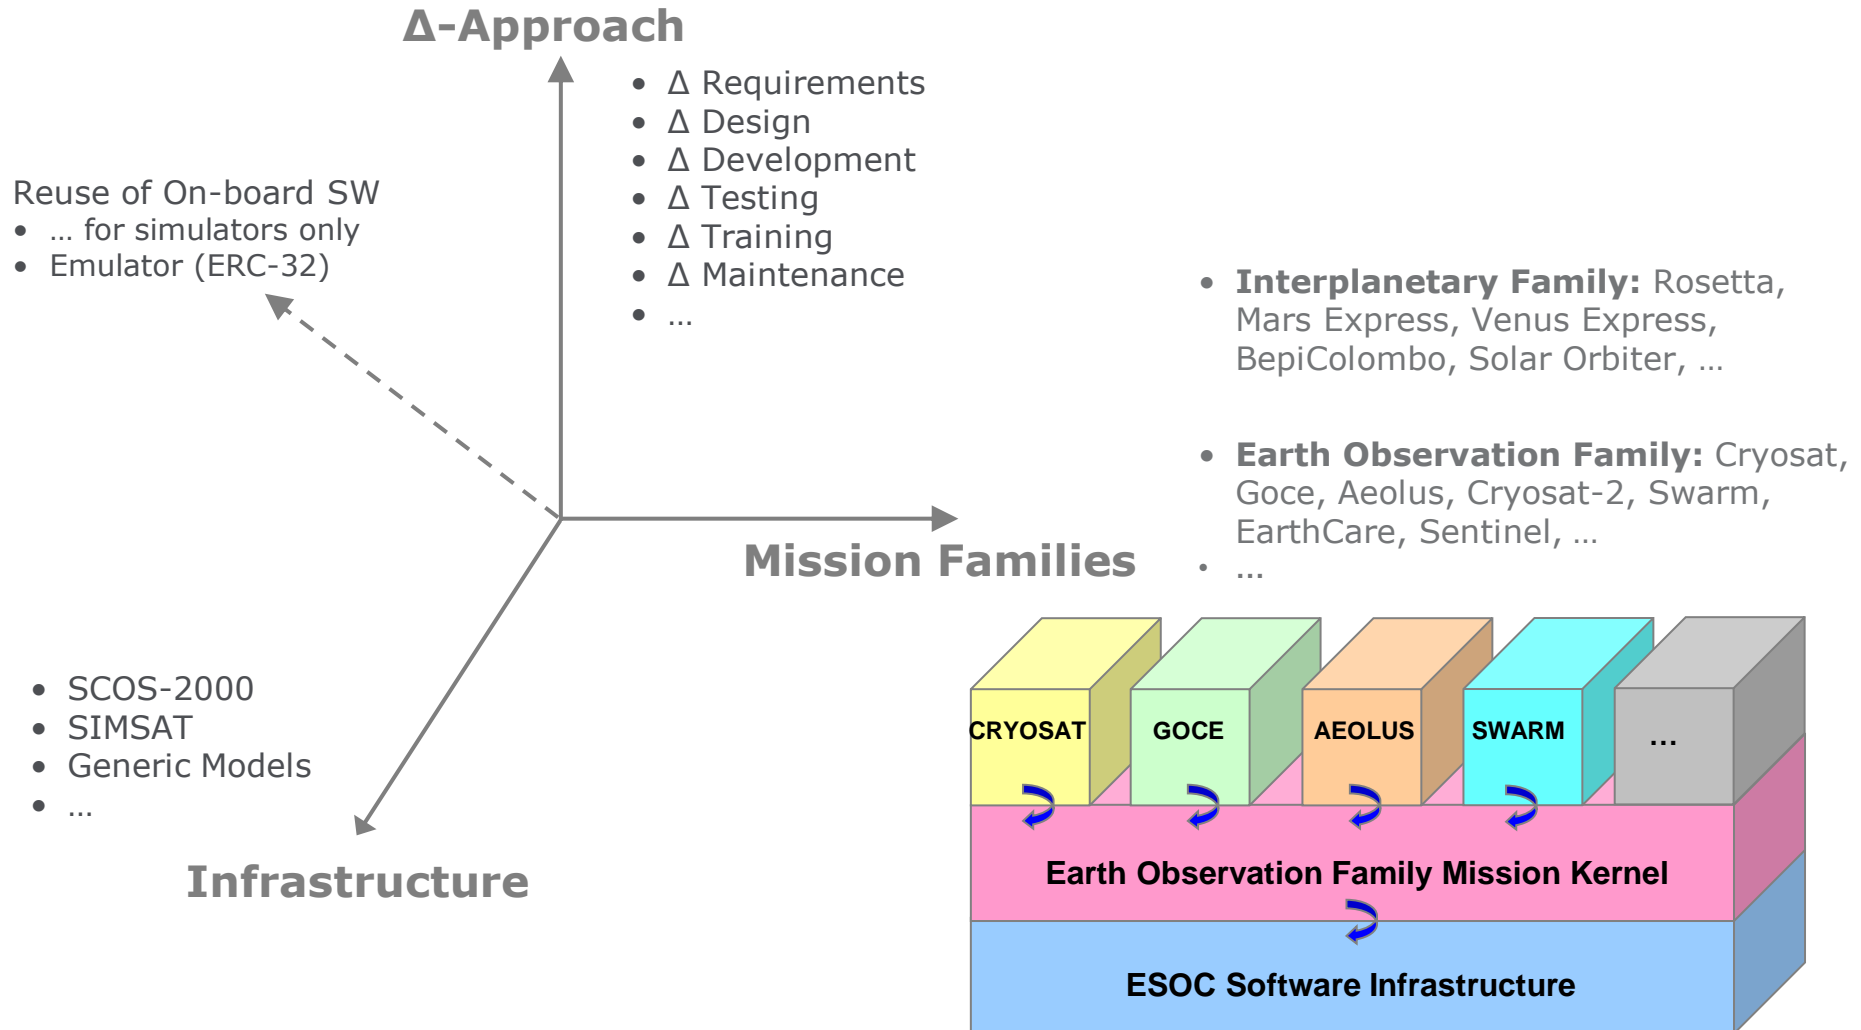 Δ-Approach
• Δ Requirements
• Δ Design
• Δ Development
• Δ Testing
• Δ Training
• Δ Maintenance
• ...
Reuse of On-board SW
• ... for simulators only
• Emulator (ERC-32)
• Interplanetary Family: Rosetta,
Mars Express, Venus Express,
BepiColombo, Solar Orbiter, ...
• Earth Observation Family: Cryosat,
Goce, Aeolus, Cryosat-2, Swarm,
EarthCare, Sentinel, ...
• ...
Mission Families
• SCOS-2000
• SIMSAT
• Generic Models
• ...
Infrastructure
CRYOSAT
GOCE
AEOLUS
SWARM
...
Earth Observation Family Mission Kernel
ESOC Software Infrastructure